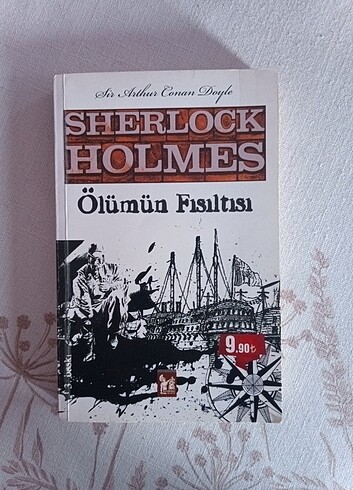 Sir Arthur Conan Doyle
SHERLOCK
HOLMES
Ölümün Fısıltısı
9.90₺